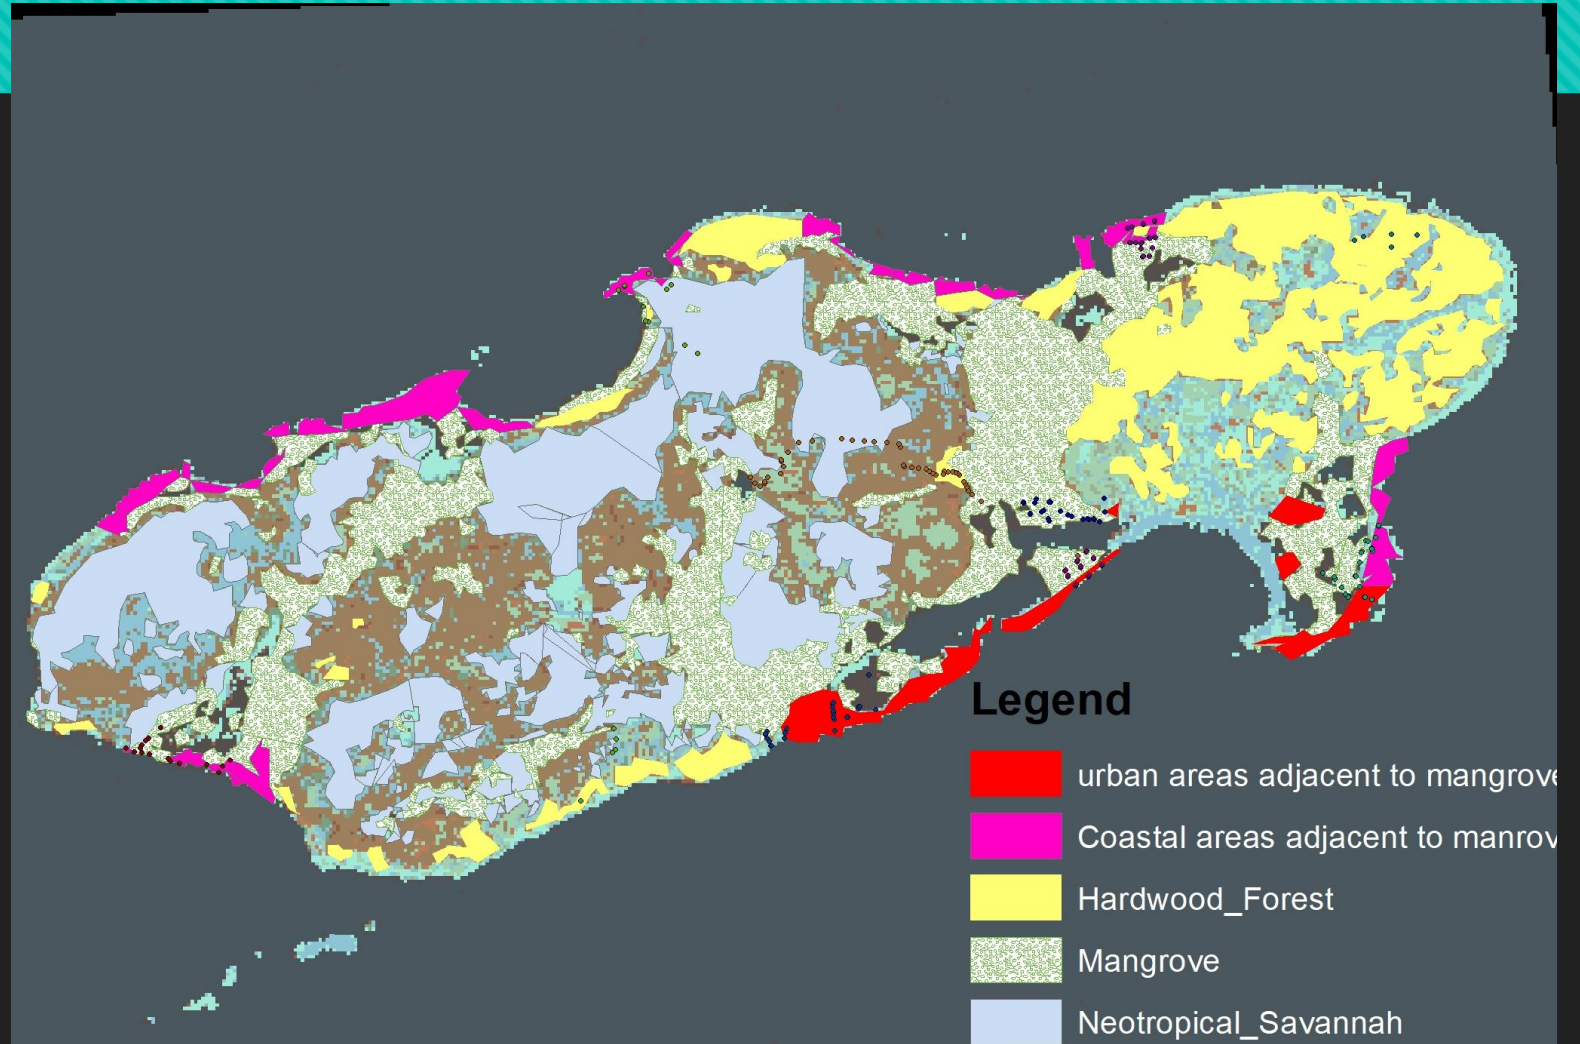 Legend
urban areas adjacent to mangrove
Coastal areas adjacent to manrov
Hardwood_Forest
Mangrove
Neotropical_Savannah